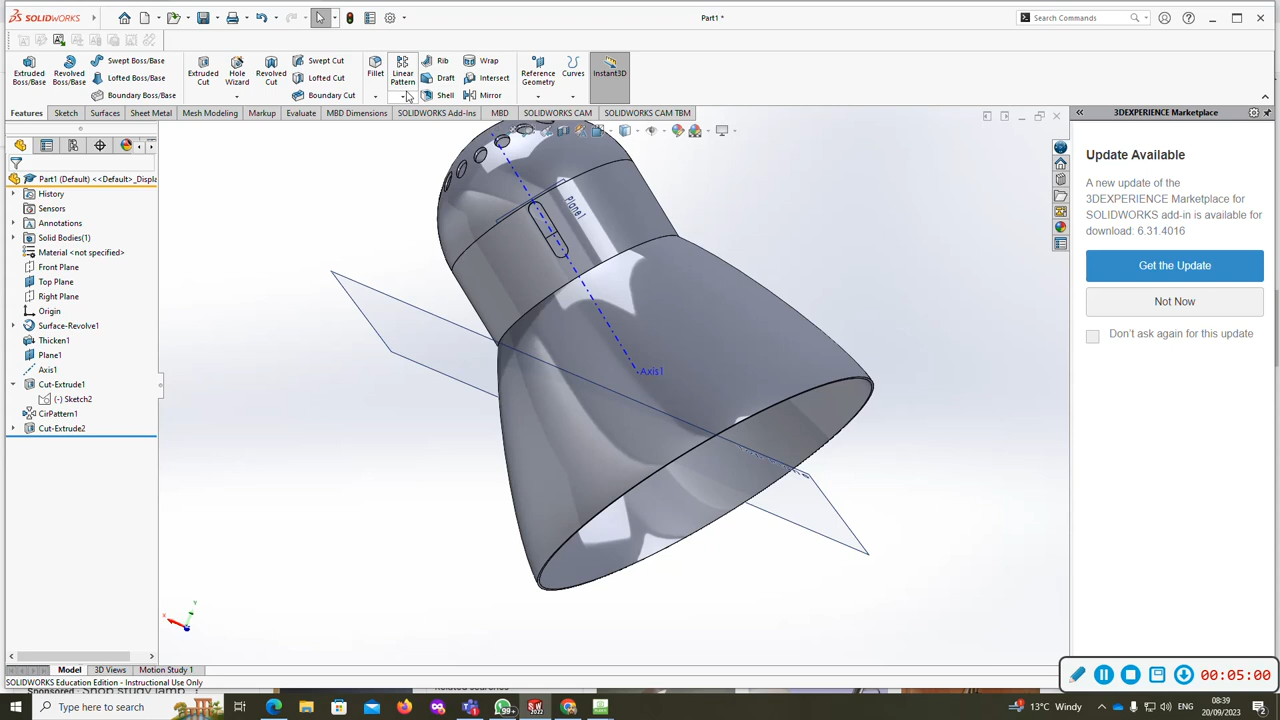 SOLIDWORKS
Part1 *
Search Commands
Extruded Boss/Base
Revolved Boss/Base
Swept Boss/Base
Lofted Boss/Base
Boundary Boss/Base
Extruded Cut
Hole Wizard
Revolved Cut
Swept Cut
Lofted Cut
Boundary Cut
Fillet
Linear Pattern
Rib
Draft
Shell
Wrap
Intersect
Mirror
Reference Geometry
Curves
Instant3D
Features
Sketch
Surfaces
Sheet Metal
Mesh Modeling
Markup
Evaluate
MBD Dimensions
SOLIDWORKS Add-Ins
MBD
SOLIDWORKS CAM
SOLIDWORKS CAM TBM
Part1 (Default) <<Default>_Displa
History
Sensors
Annotations
Solid Bodies(1)
Material <not specified>
Front Plane
Top Plane
Right Plane
Origin
Surface-Revolve1
Thicken1
Plane1
Axis1
Cut-Extrude1
(-) Sketch2
CirPattern1
Cut-Extrude2
Plane1
Axis1
Y
X
3DEXPERIENCE Marketplace
Update Available
A new update of the
3DEXPERIENCE Marketplace for
SOLIDWORKS add-in is available for
download: 6.31.4016
Get the Update
Not Now
Don't ask again for this update
Model
3D Views
Motion Study 1
SOLIDWORKS Education Edition - Instructional Use Only
00:05:00
Type here to search
99+
SW
2022
13°C Windy
ENG
08:39
20/09/2023